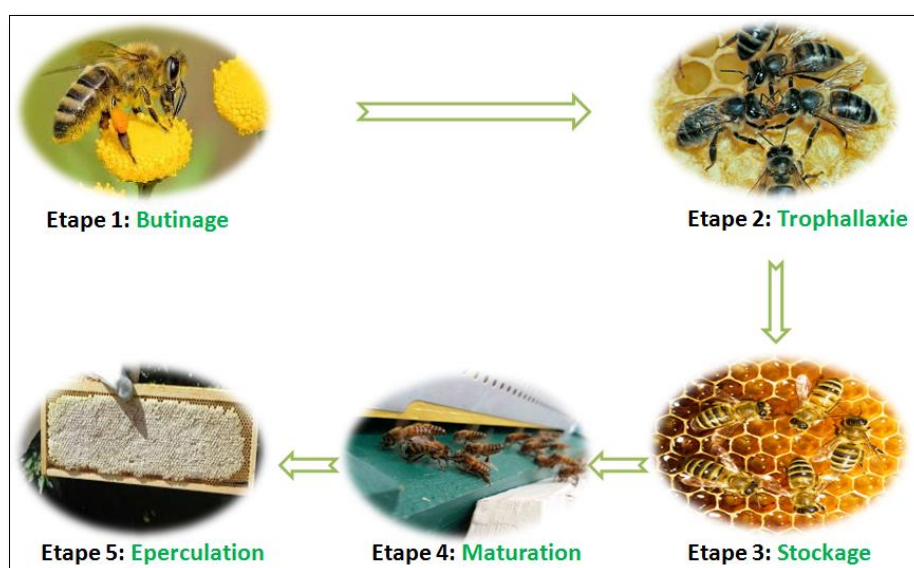 Etape 1: Butinage
Etape 2: Trophallaxie
Etape 3: Stockage
Etape 4: Maturation
Etape 5: Eperculation